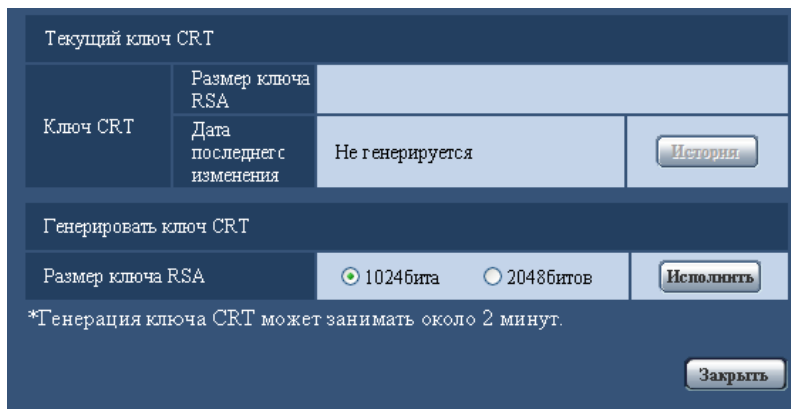 Текущий ключ CRT
Ключ CRT
Размер ключа
RSA
Дата
последнегс
изменения
Не генерируется
История
Генерировать ключ CRT
Размер ключа RSA
1024бита
2048битов
Исполнить
*Генерация ключа CRT может занимать около 2 минут.
Закрыть